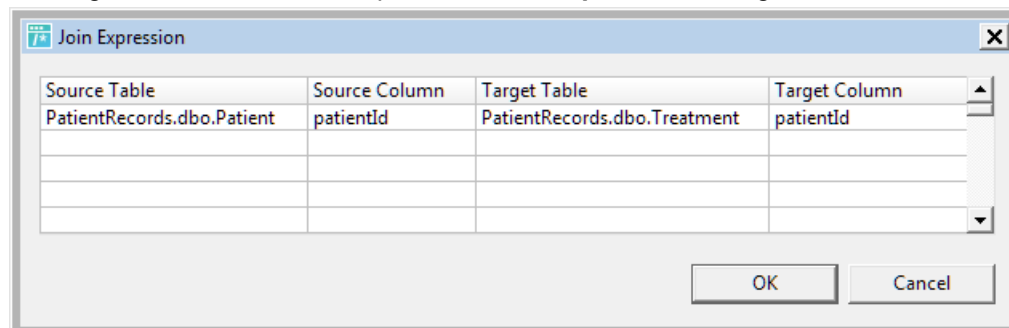 Join Expression
Source Table Source Column Target Table Target Column
PatientRecords.dbo.Patient patientId PatientRecords.dbo.Treatment patientId
OK Cancel